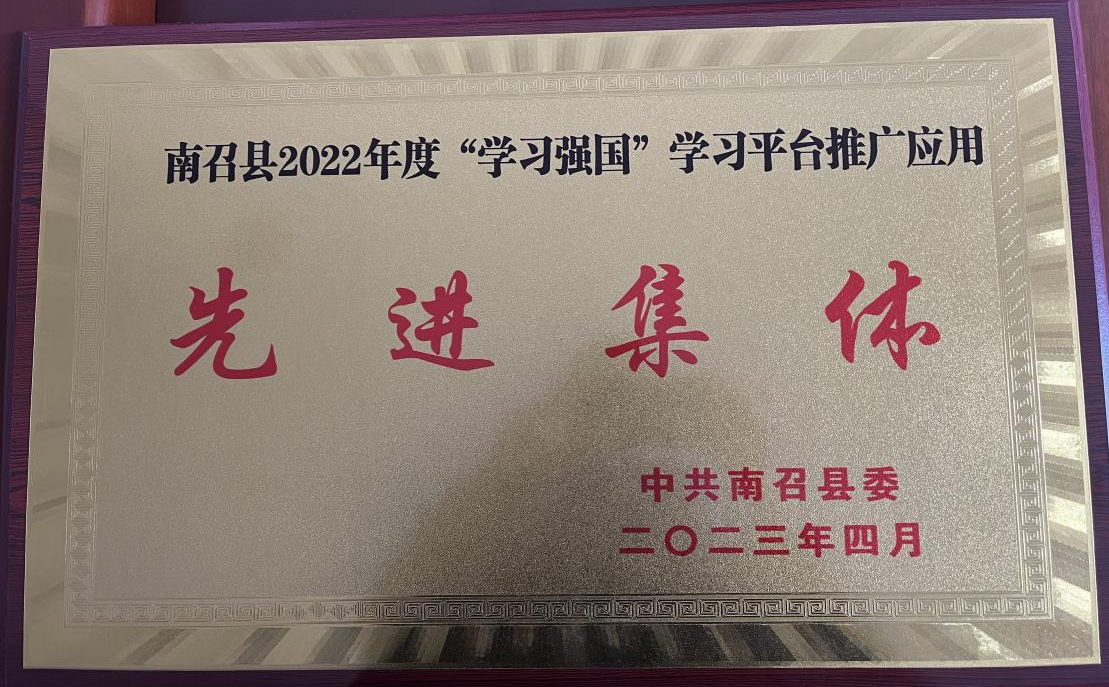 南召县2022年度“学习强国”学习平台推广应用
先进集体
中共南召县委
二〇二三年四月